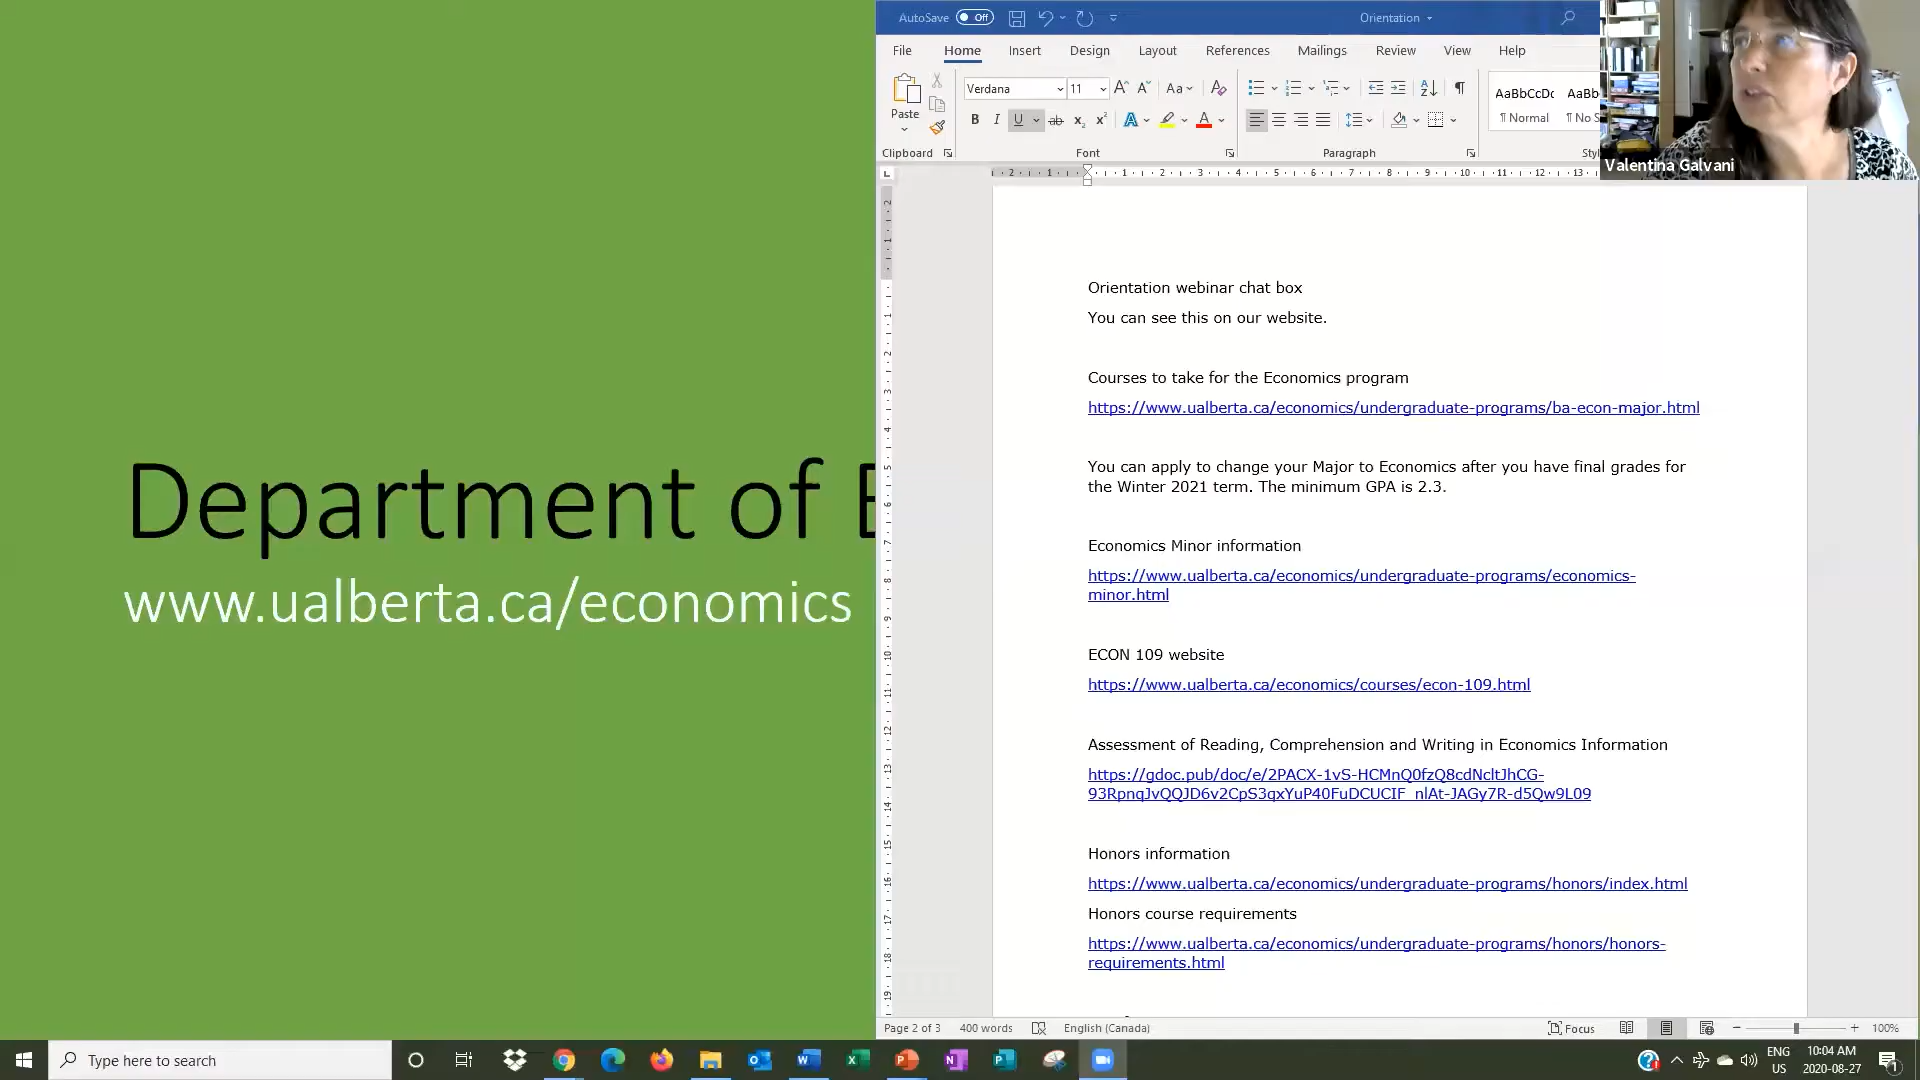 Department of E
www.ualberta.ca/economics
AutoSave Off
Orientation
File Home Insert Design Layout References Mailings Review View Help
Paste
Clipboard
Verdana 11
Font
Paragraph
AaBbCcDc AaBb
¶ Normal ¶ No S
Styl
Valentina Galvani
Orientation webinar chat box
You can see this on our website.
Courses to take for the Economics program
https://www.ualberta.ca/economics/undergraduate-programs/ba-econ-major.html
You can apply to change your Major to Economics after you have final grades for
the Winter 2021 term. The minimum GPA is 2.3.
Economics Minor information
https://www.ualberta.ca/economics/undergraduate-programs/economics-
minor.html
ECON 109 website
https://www.ualberta.ca/economics/courses/econ-109.html
Assessment of Reading, Comprehension and Writing in Economics Information
https://gdoc.pub/doc/e/2PACX-1vS-HCMnQ0fzQ8cdNcltJhCG-
93RpnqJvQQJD6v2CpS3qxYuP40FuDCUCIF_nlAt-JAGy7R-d5Qw9L09
Honors information
https://www.ualberta.ca/economics/undergraduate-programs/honors/index.html
Honors course requirements
https://www.ualberta.ca/economics/undergraduate-programs/honors/honors-
requirements.html
Page 2 of 3 400 words English (Canada) Focus 100%
Type here to search
ENG
US
10:04 AM
2020-08-27